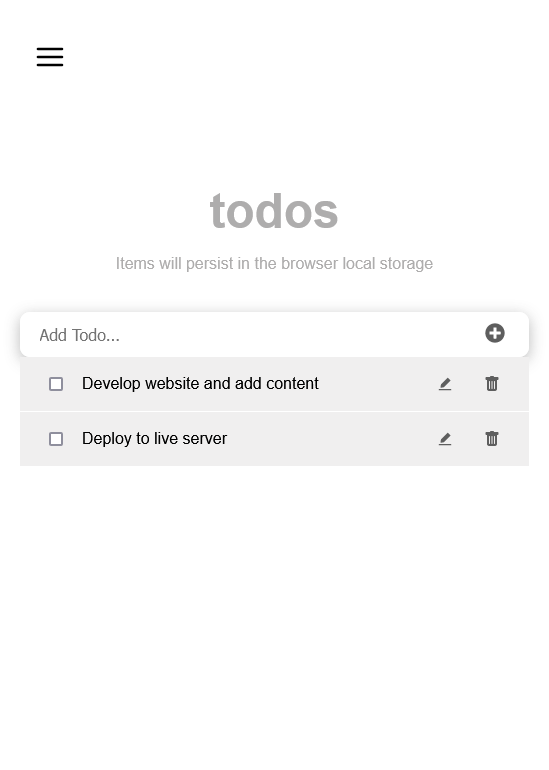 todos
Items will persist in the browser local storage
Add Todo...
Develop website and add content
Deploy to live server